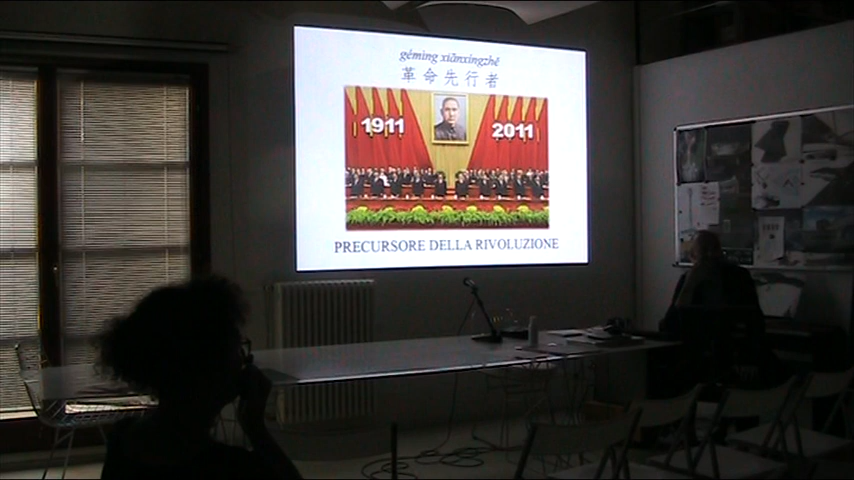 gémìng xiānxíngzhě
革命先行者
1911
2011
PRECURSORE DELLA RIVOLUZIONE